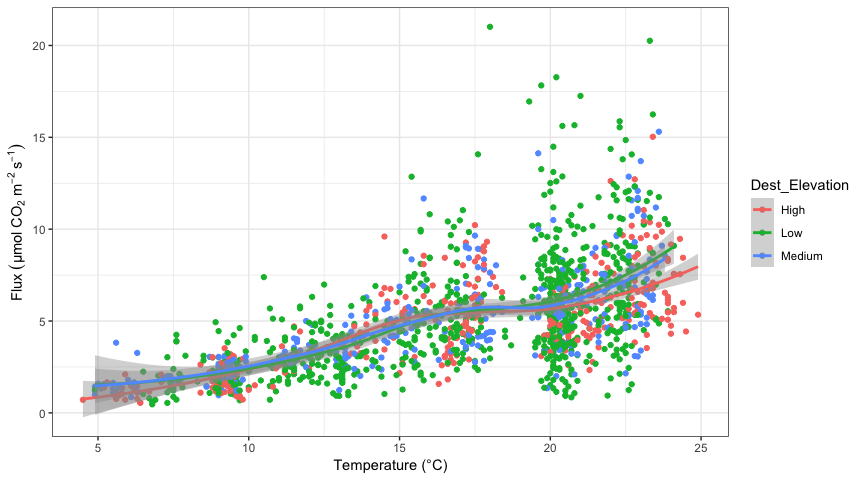 20
15
10
5
0
Flux (μmol CO₂ m⁻² s⁻¹)
5 10 15 20 25
Temperature (°C)
Dest_Elevation
High
Low
Medium